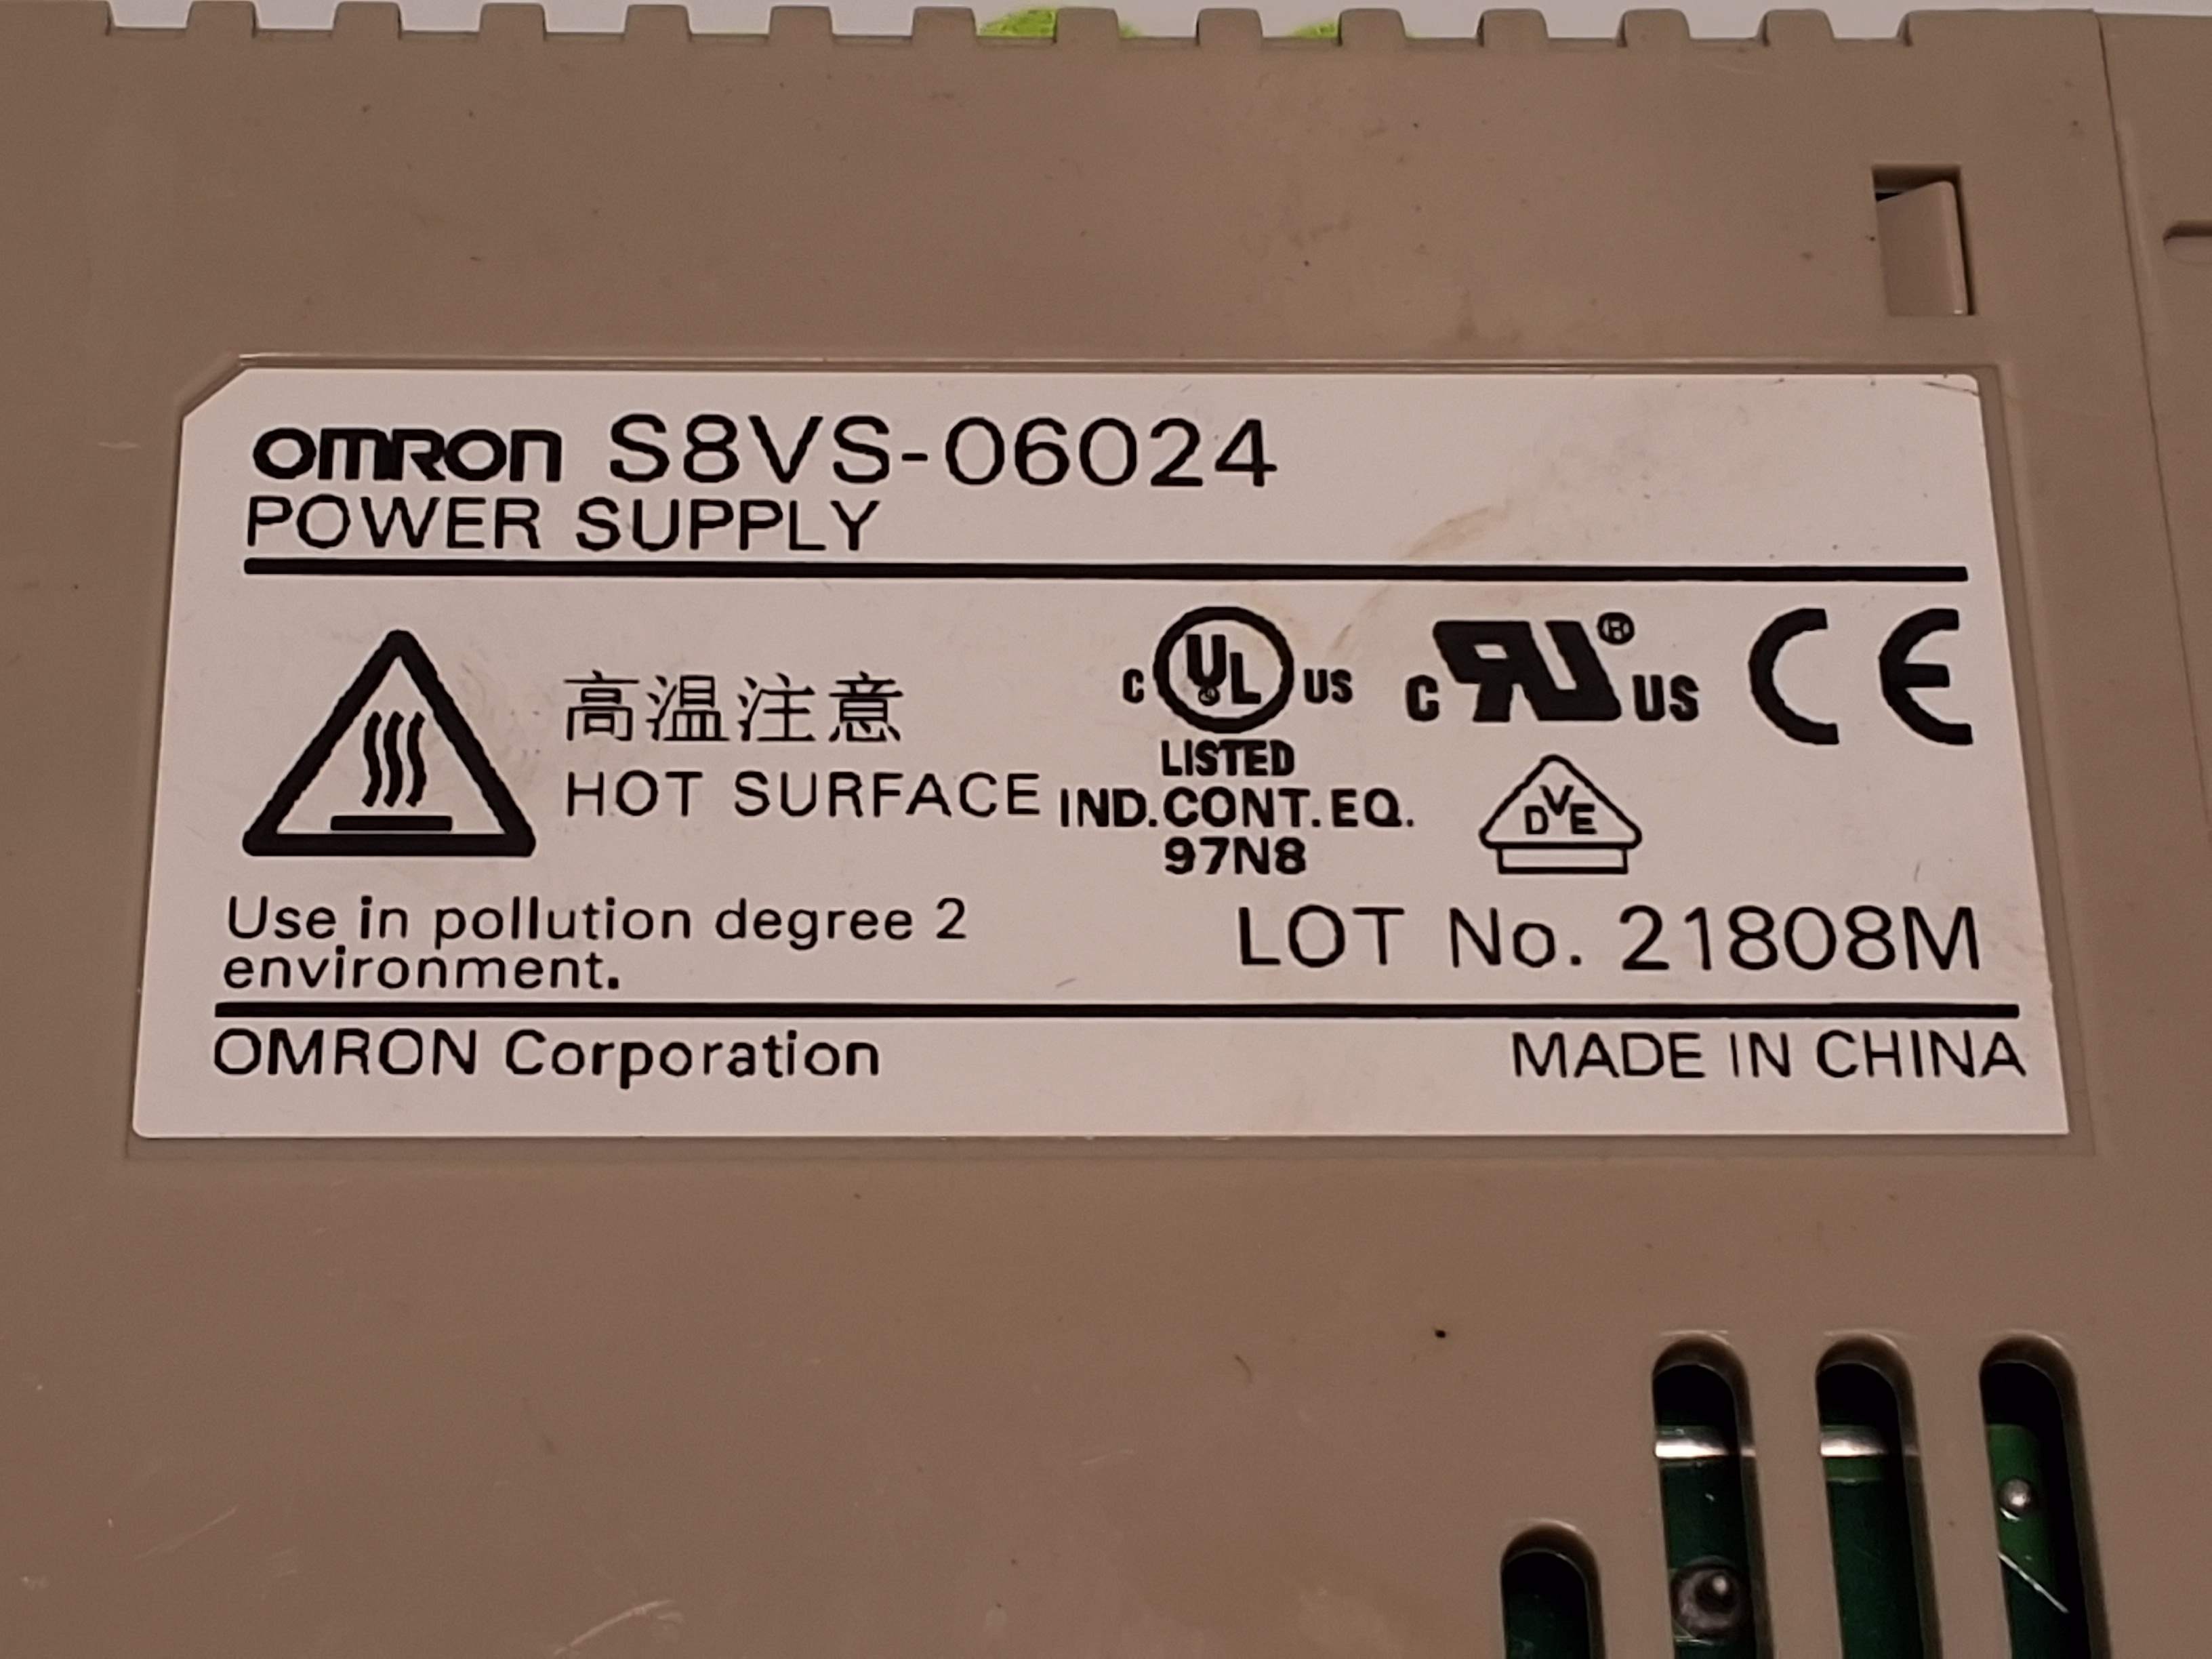 OMRON S8VS-06024
POWER SUPPLY
高温注意
HOT SURFACE
C UL US
LISTED
IND.CONT.EQ.
97N8
C RU® US
CE
DVE
Use in pollution degree 2
environment.
LOT No. 21808M
OMRON Corporation
MADE IN CHINA